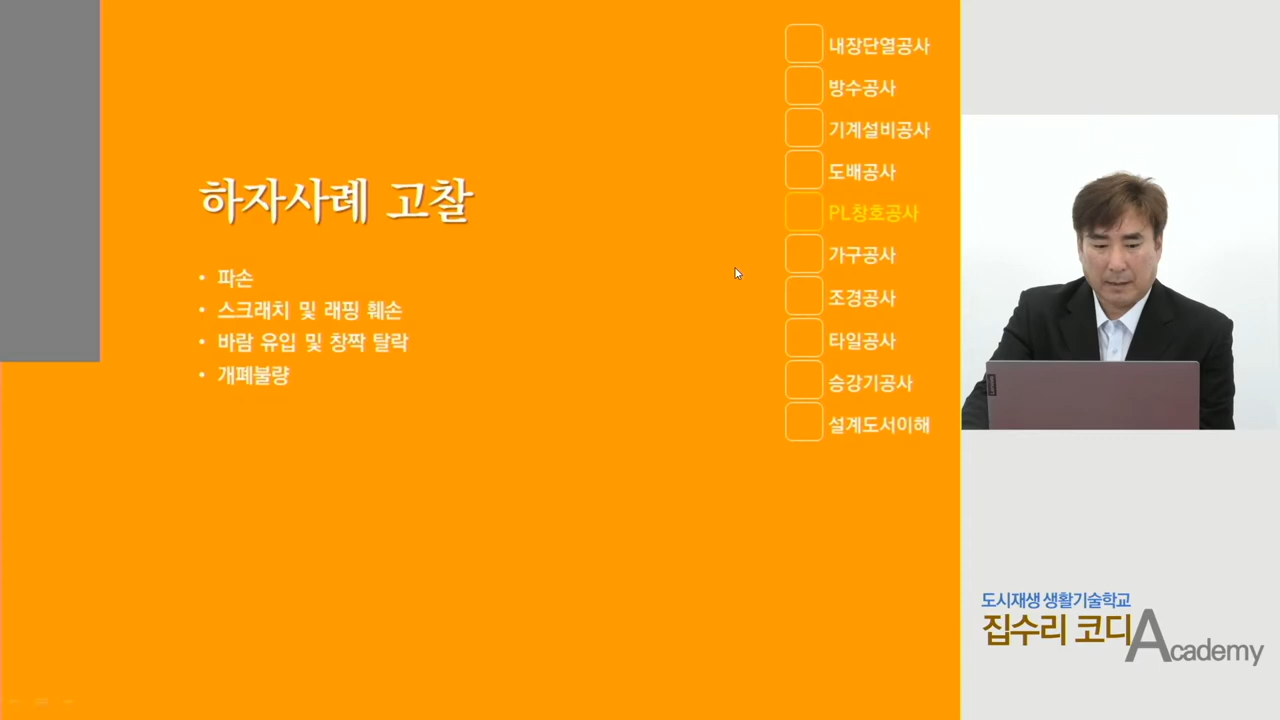 하자사례 고찰
• 파손
• 스크래치 및 래핑 훼손
• 바람 유입 및 창짝 탈락
• 개폐불량
내장단열공사
방수공사
기계설비공사
도배공사
PL창호공사
가구공사
조경공사
타일공사
승강기공사
설계도서이해
도시재생 생활기술학교
집수리 코디Academy